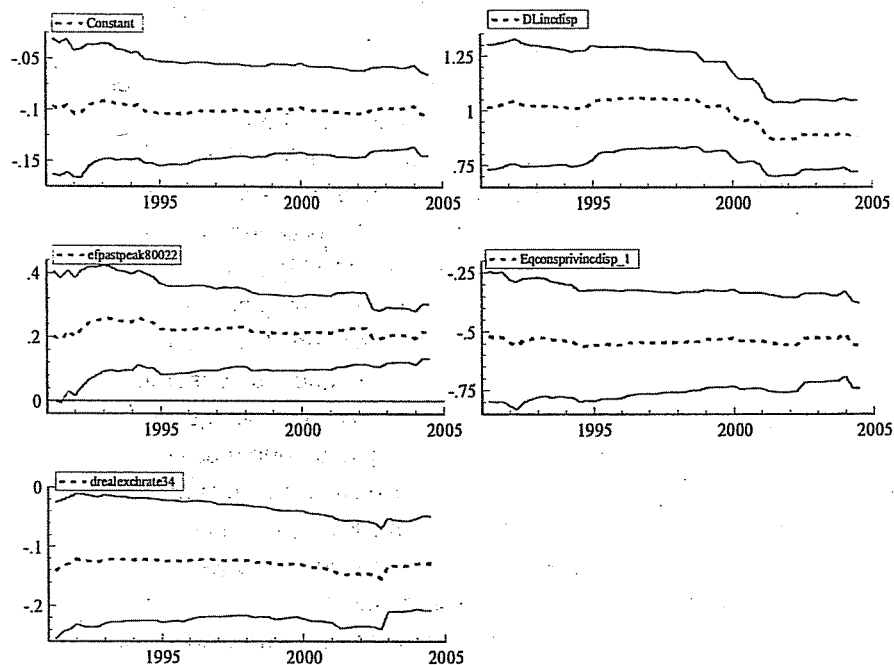 Constant
-.05
-.1
-.15
1995 2000 2005
DLincdisp
1.25
1
.75
1995 2000 2005
efpastpeak80022
.4
.2
0
1995 2000 2005
Eqconsprivincdisp_1
-.25
-.5
-.75
1995 2000 2005
drealexchrate34
0
-.1
-.2
1995 2000 2005